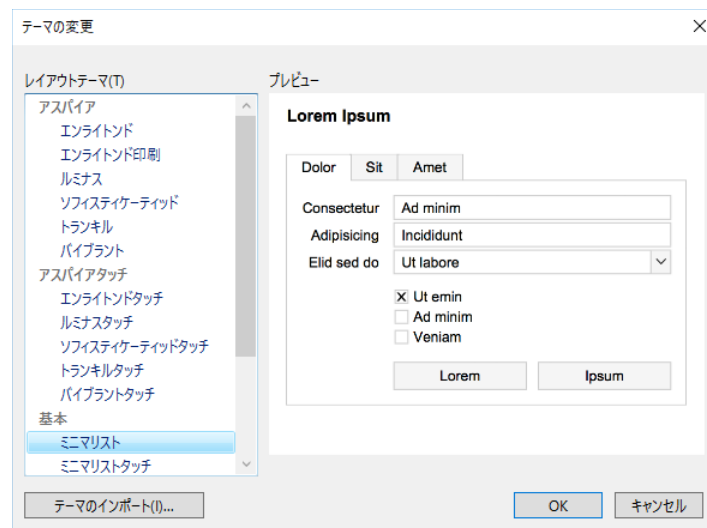 テーマの変更
レイアウトテーマ(T)
アスパイア
エンライトンド
エンライトンド印刷
ルミナス
ソフィスティケーティッド
トランキル
バイブラント
アスパイアタッチ
エンライトンドタッチ
ルミナスタッチ
ソフィスティケーティッドタッチ
トランキルタッチ
バイブラントタッチ
基本
ミニマリスト
ミニマリストタッチ
プレビュー
Lorem Ipsum
Dolor Sit Amet
Consectetur Ad minim
Adipisicing Incididunt
Elid sed do Ut labore
Ut emin
Ad minim
Veniam
Lorem Ipsum
テーマのインポート(I)... OK キャンセル